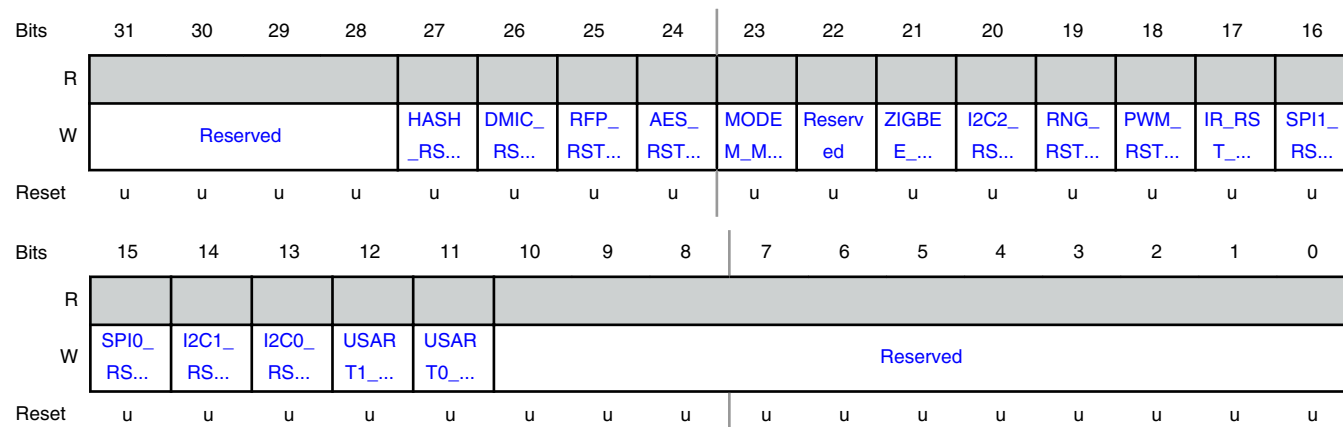 Bits 31 30 29 28 27 26 25 24 23 22 21 20 19 18 17 16
R
W Reserved HASH _RS... DMIC_ RS... RFP_ RST... AES_ RST... MODE M_M... Reserv ed ZIGBE E_... I2C2_ RS... RNG_ RST... PWM_ RST... IR_RS T_... SPI1_ RS...
Reset u u u u u u u u u u u u u u u u
Bits 15 14 13 12 11 10 9 8 7 6 5 4 3 2 1 0
R
W SPI0_ RS... I2C1_ RS... I2C0_ RS... USAR T1_... USAR T0_... Reserved
Reset u u u u u u u u u u u u u u u u